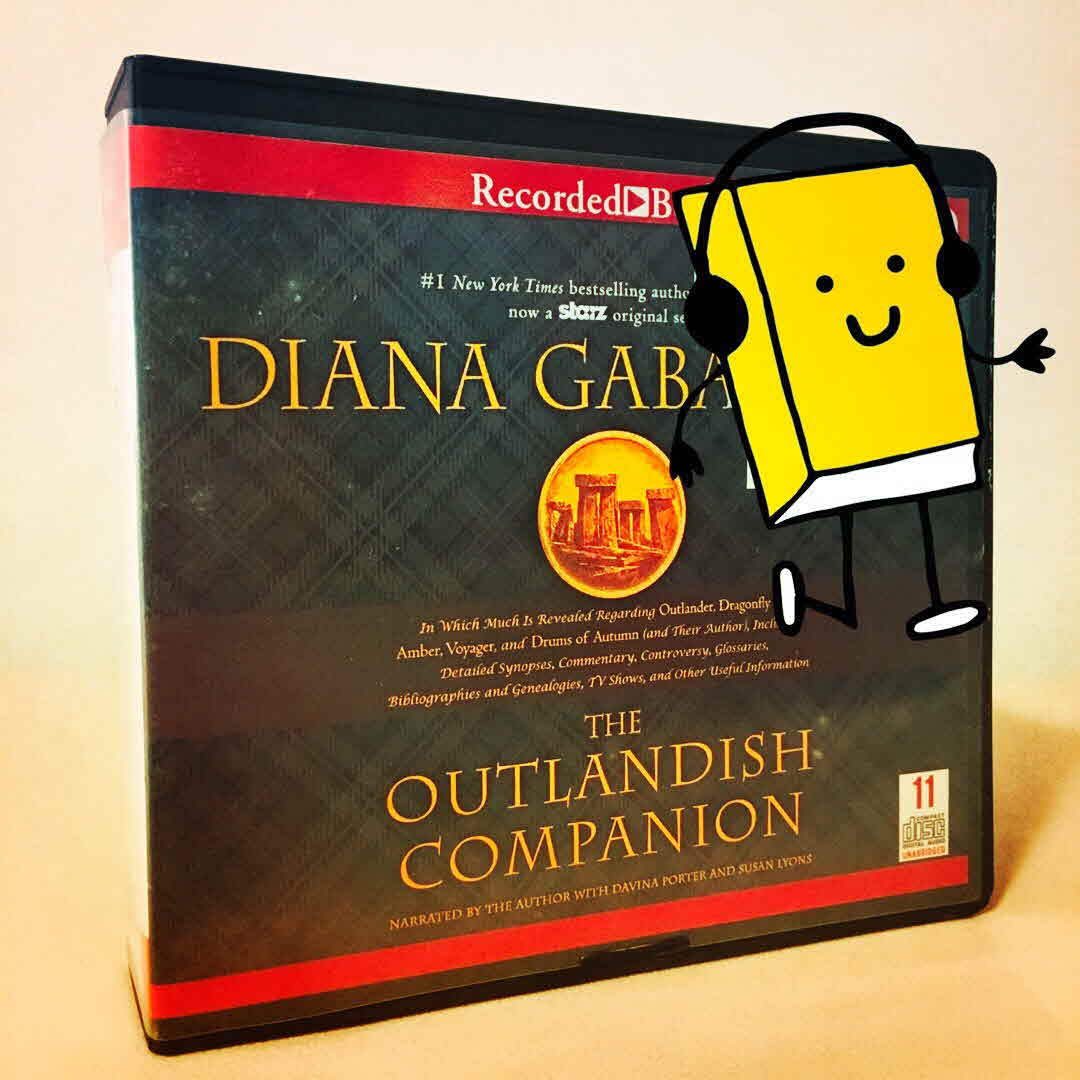 Recorded B
#1 New York Times bestselling autho
now a starz original se
DIANA GABA
In Which Much Is Revealed Regarding Outlander, Dragonfly
Amber, Voyager, and Drums of Autumn (and Their Author), Incl
Detailed Synopses, Commentary, Controversy, Glossaries,
Bibliographies and Genealogies, TV Shows, and Other Useful Information
THE
OUTLANDISH
COMPANION
NARRATED BY THE AUTHOR WITH DAVINA PORTER AND SUSAN LYONS
11
COMPACT
disc
DIGITAL AUDIO
UNABRIDGED